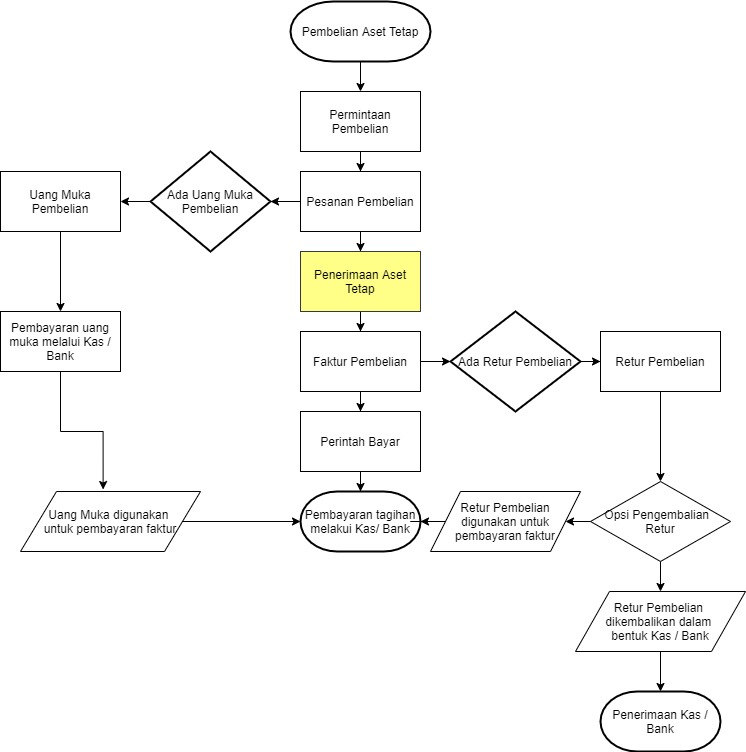 Pembelian Aset Tetap
Permintaan
Pembelian
Uang Muka
Pembelian
Ada Uang Muka
Pembelian
Pesanan Pembelian
Penerimaan Aset
Tetap
Pembayaran uang
muka melalui Kas /
Bank
Faktur Pembelian
Ada Retur Pembelian
Retur Pembelian
Perintah Bayar
Uang Muka digunakan
untuk pembayaran faktur
Pembayaran tagihan
melakui Kas/ Bank
Retur Pembelian
digunakan untuk
pembayaran faktur
Opsi Pengembalian
Retur
Retur Pembelian
dikembalikan dalam
bentuk Kas / Bank
Penerimaan Kas /
Bank